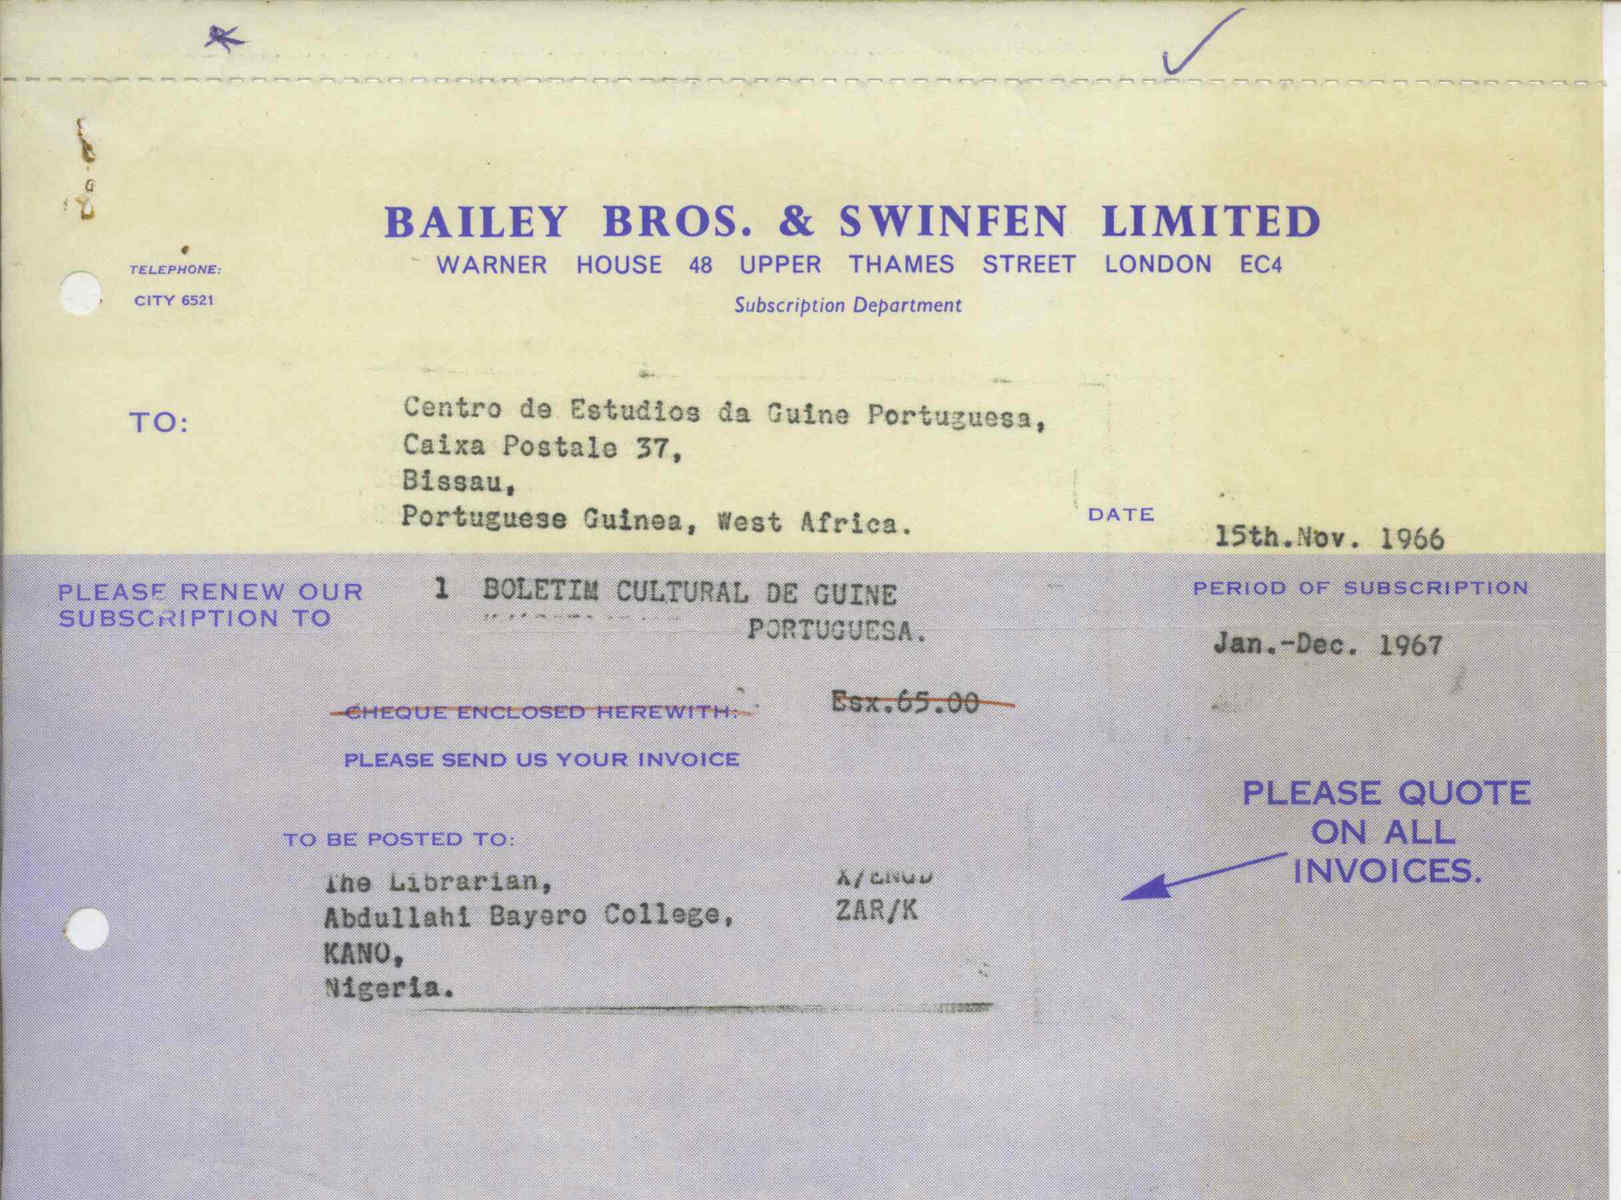 BAILEY BROS. & SWINFEN LIMITED
WARNER HOUSE 48 UPPER THAMES STREET LONDON EC4
Subscription Department
TELEPHONE:
CITY 6521
TO:
Centro de Estudios da Guine Portuguesa,
Caixa Postale 37,
Bissau,
Portuguese Guinea, West Africa.
DATE
15th.Nov. 1966
PLEASE RENEW OUR
SUBSCRIPTION TO
1 BOLETIM CULTURAL DE GUINE
PORTUGUESA.
PERIOD OF SUBSCRIPTION
Jan.-Dec. 1967
CHEQUE ENCLOSED HEREWITH: Esx.65.00
PLEASE SEND US YOUR INVOICE
PLEASE QUOTE
ON ALL
INVOICES.
TO BE POSTED TO:
The Librarian,
Abdullahi Bayero College,
KANO,
Nigeria.
ZAR/K